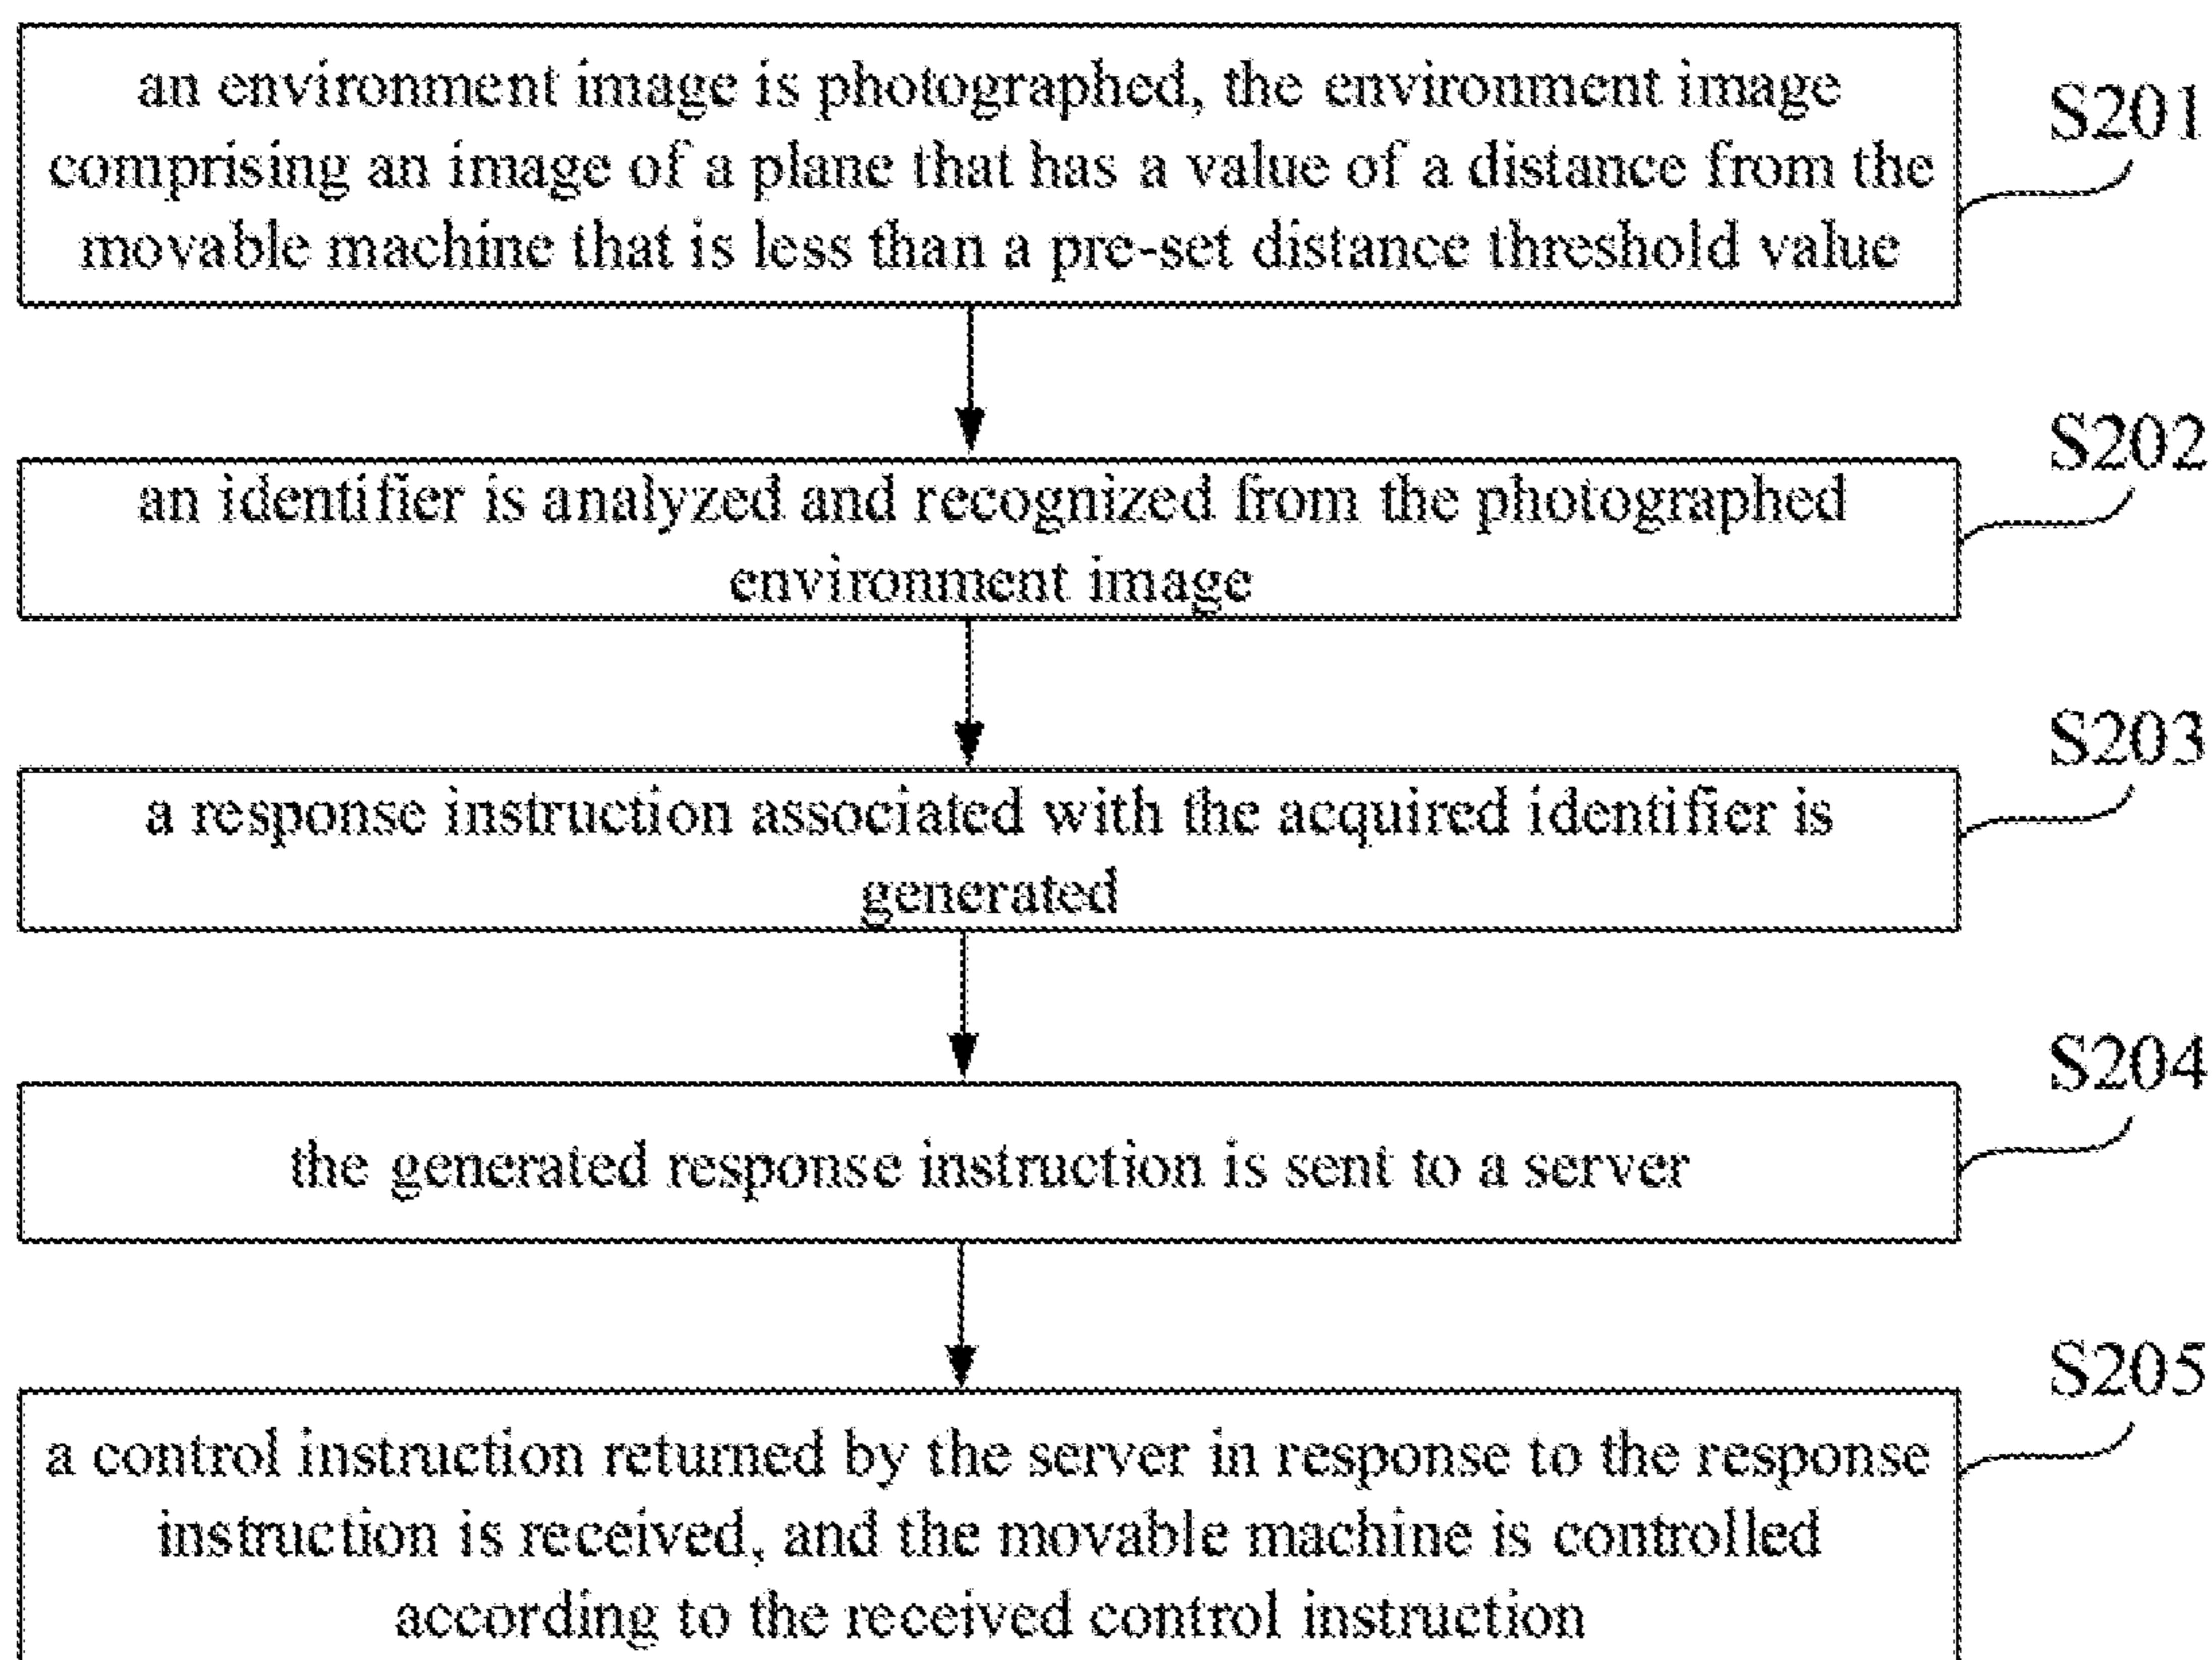 an environment image is photographed, the environment image
comprising an image of a plane that has a value of a distance from the
movable machine that is less than a pre-set distance threshold value
S201
an identifier is analyzed and recognized from the photographed
environment image
S202
a response instruction associated with the acquired identifier is
generated
S203
the generated response instruction is sent to a server
S204
a control instruction returned by the server in response to the response
instruction is received, and the movable machine is controlled
according to the received control instruction
S205